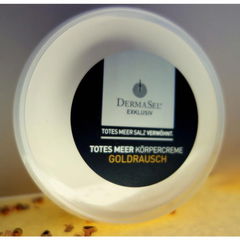 DERMASEL
EXKLUSIV
TOTES MEER SALZ VERWÖHNT.
TOTES MEER KÖRPERCREME
GOLDRAUSCH